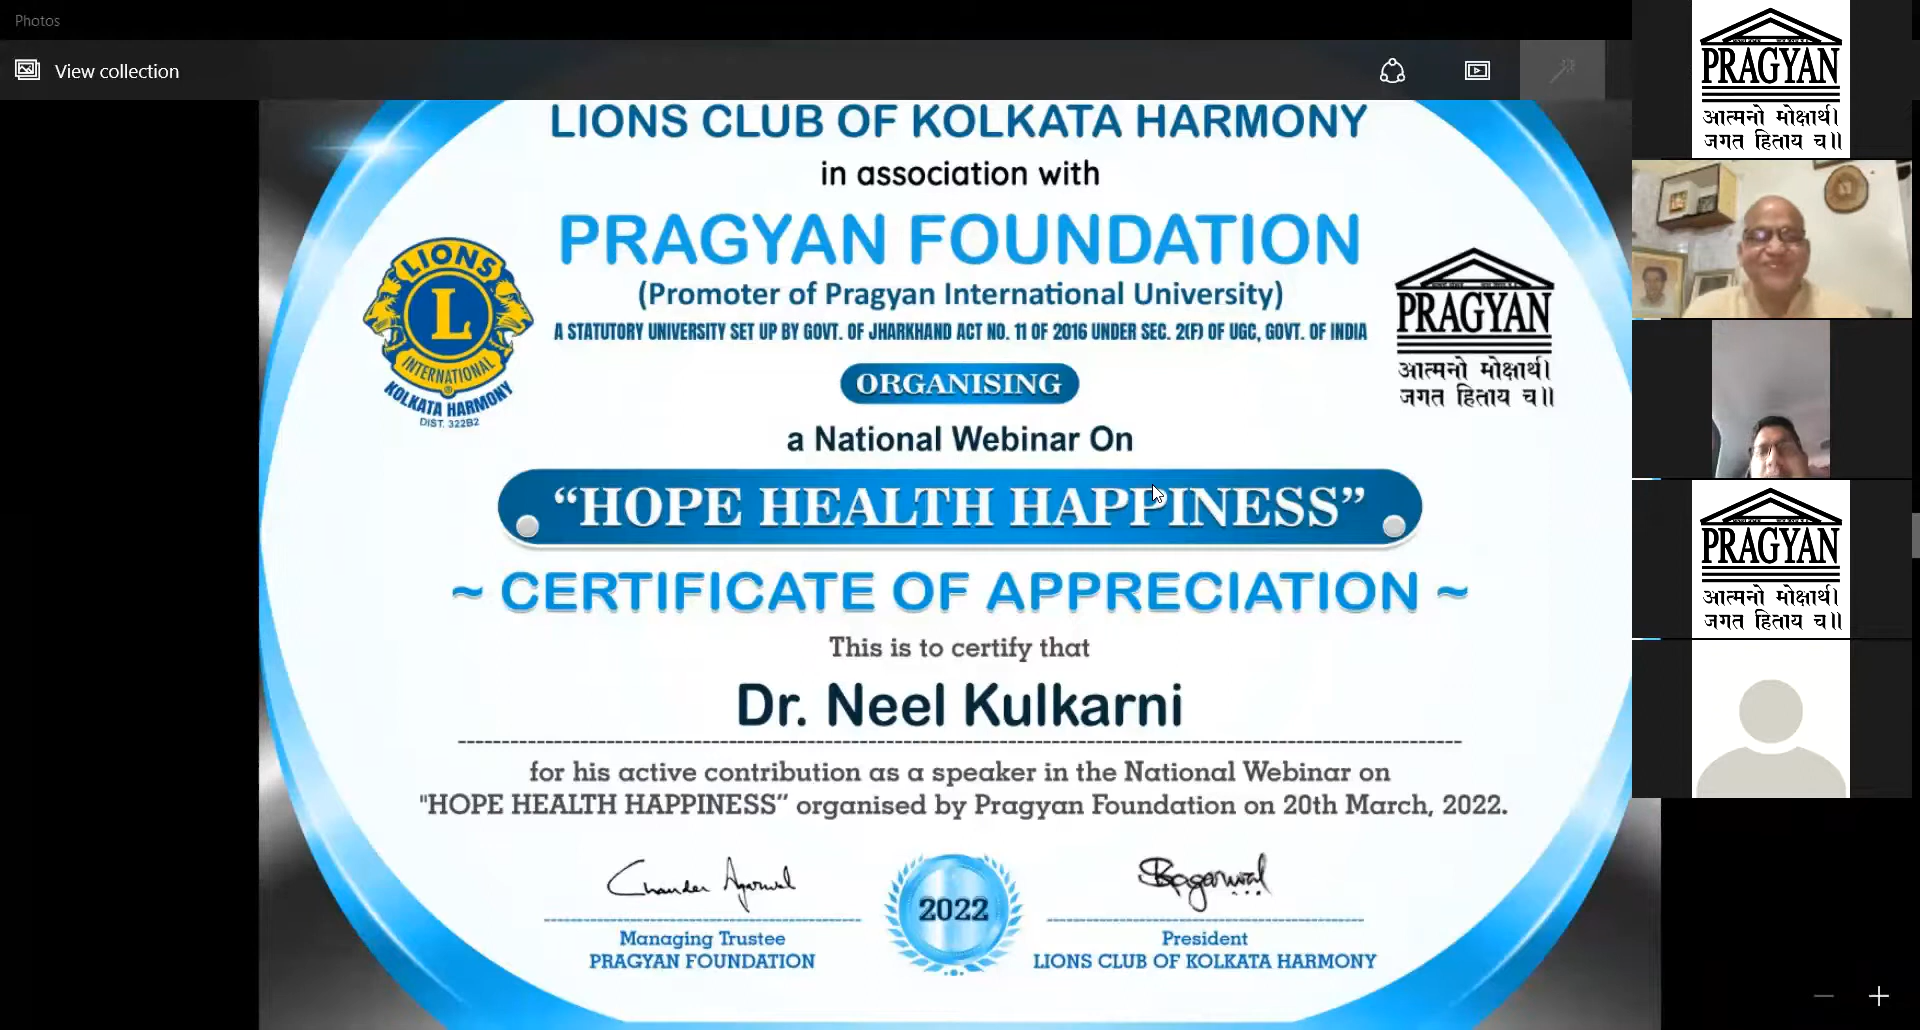 Photos
View collection
LIONS CLUB OF KOLKATA HARMONY
in association with
PRAGYAN FOUNDATION
(Promoter of Pragyan International University)
A STATUTORY UNIVERSITY SET UP BY GOVT. OF JHARKHAND ACT NO. 11 OF 2016 UNDER SEC. 2(F) OF UGC, GOVT. OF INDIA
LIONS
L
INTERNATIONAL
KOLKATA HARMONY
DIST. 322B2
PRAGYAN
आत्मनो मोक्षार्थ।
जगत हिताय च॥
ORGANISING
a National Webinar On
“HOPE HEALTH HAPPINESS”
~ CERTIFICATE OF APPRECIATION ~
This is to certify that
Dr. Neel Kulkarni
for his active contribution as a speaker in the National Webinar on
"HOPE HEALTH HAPPINESS” organised by Pragyan Foundation on 20th March, 2022.
Chander Agarwal
Managing Trustee
PRAGYAN FOUNDATION
2022
SBagarwal
President
LIONS CLUB OF KOLKATA HARMONY
PRAGYAN
आत्मनो मोक्षार्थ।
जगत हिताय च॥
PRAGYAN
आत्मनो मोक्षार्थ।
जगत हिताय च॥